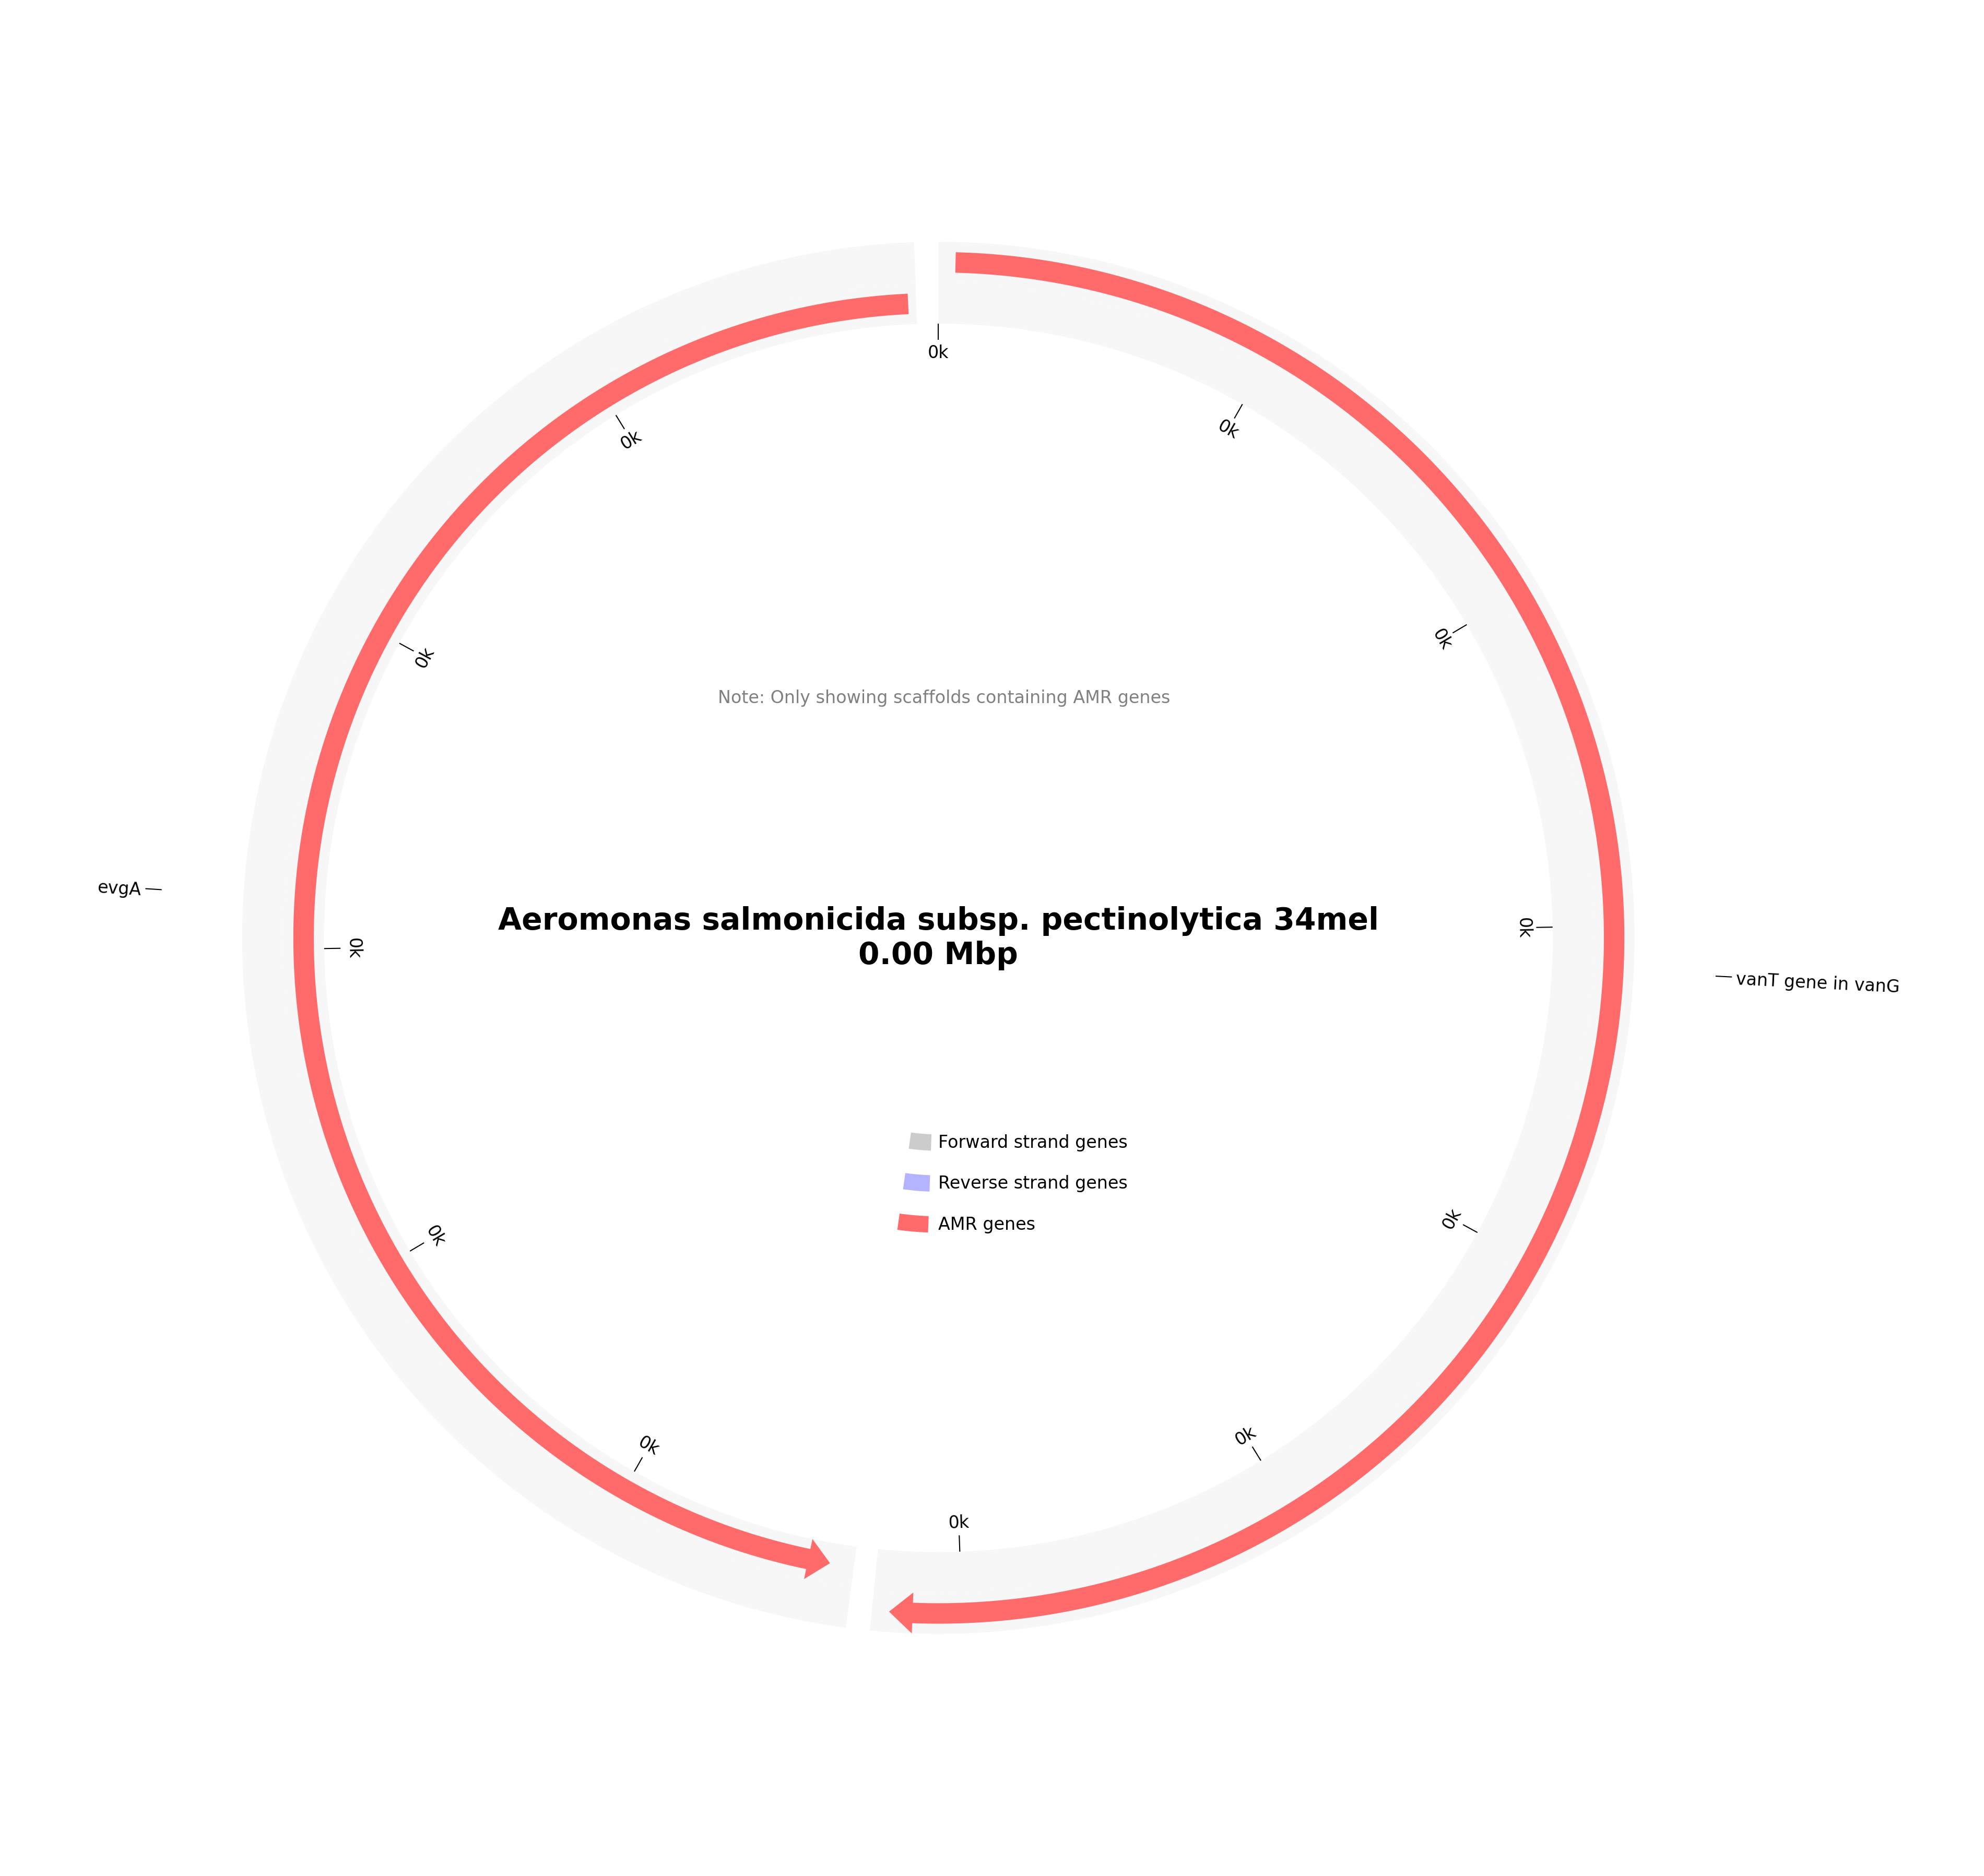 0k
0k
0k
0k
0k
0k
Note: Only showing scaffolds containing AMR genes
evgA
Aeromonas salmonicida subsp. pectinolytica 34mel
0.00 Mbp
0k
0k
vanT gene in vanG
Forward strand genes
Reverse strand genes
AMR genes
0k
0k
0k
0k
0k